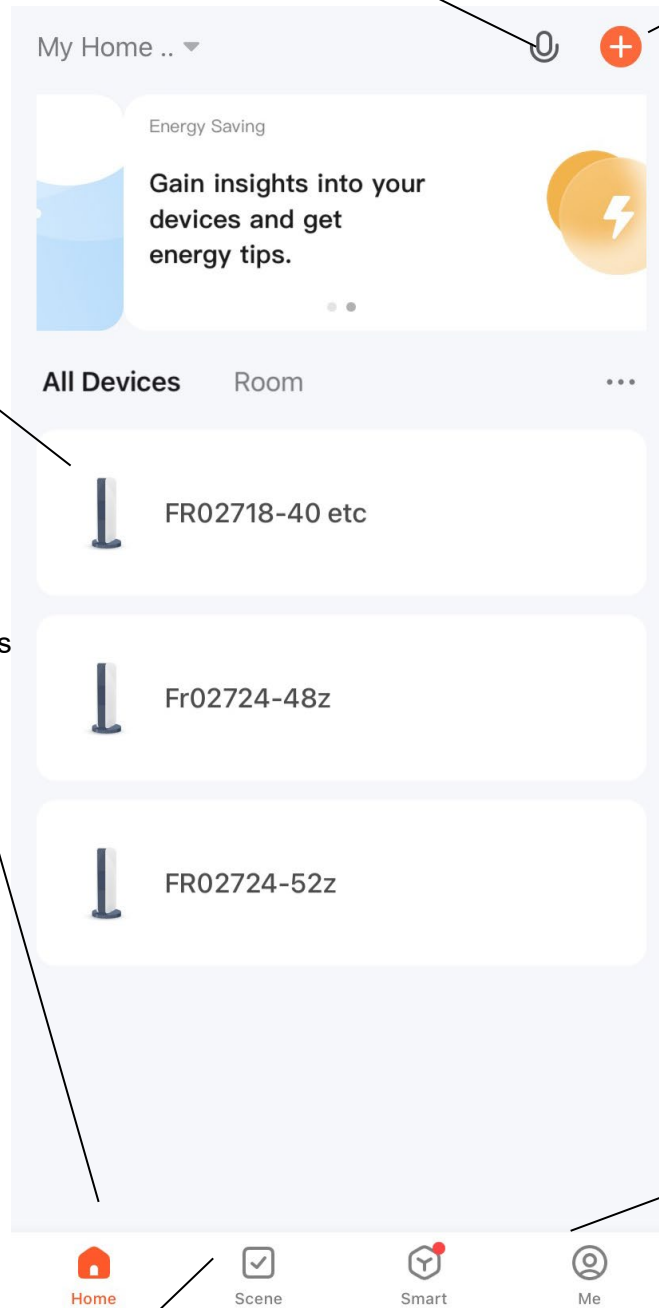 My Home ..
Energy Saving
Gain insights into your
devices and get
energy tips.
All Devices Room
FR02718-40 etc
s
Fr02724-48z
FR02724-52z
Home Scene Smart Me